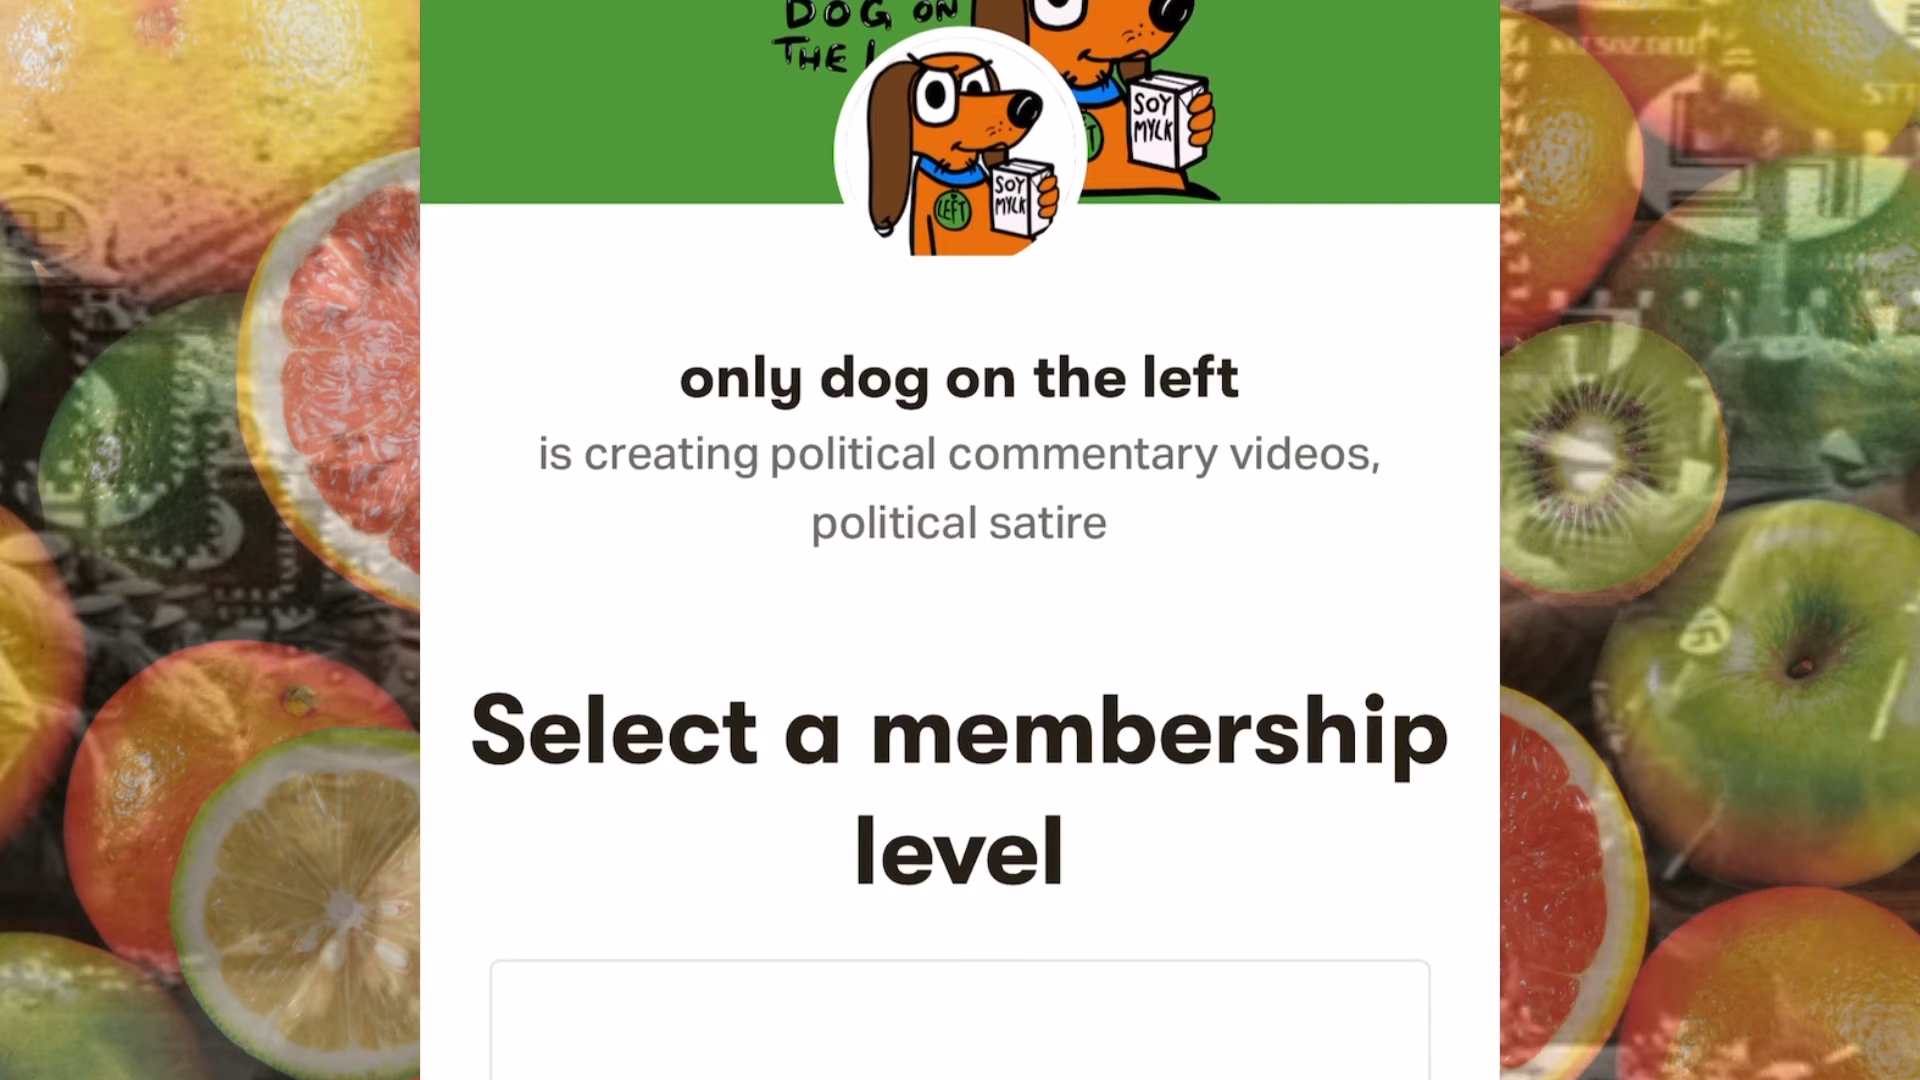 DOG ON
THE
SOY
MYLK
LEFT
SOY
MYLK
only dog on the left
is creating political commentary videos,
political satire
Select a membership
level